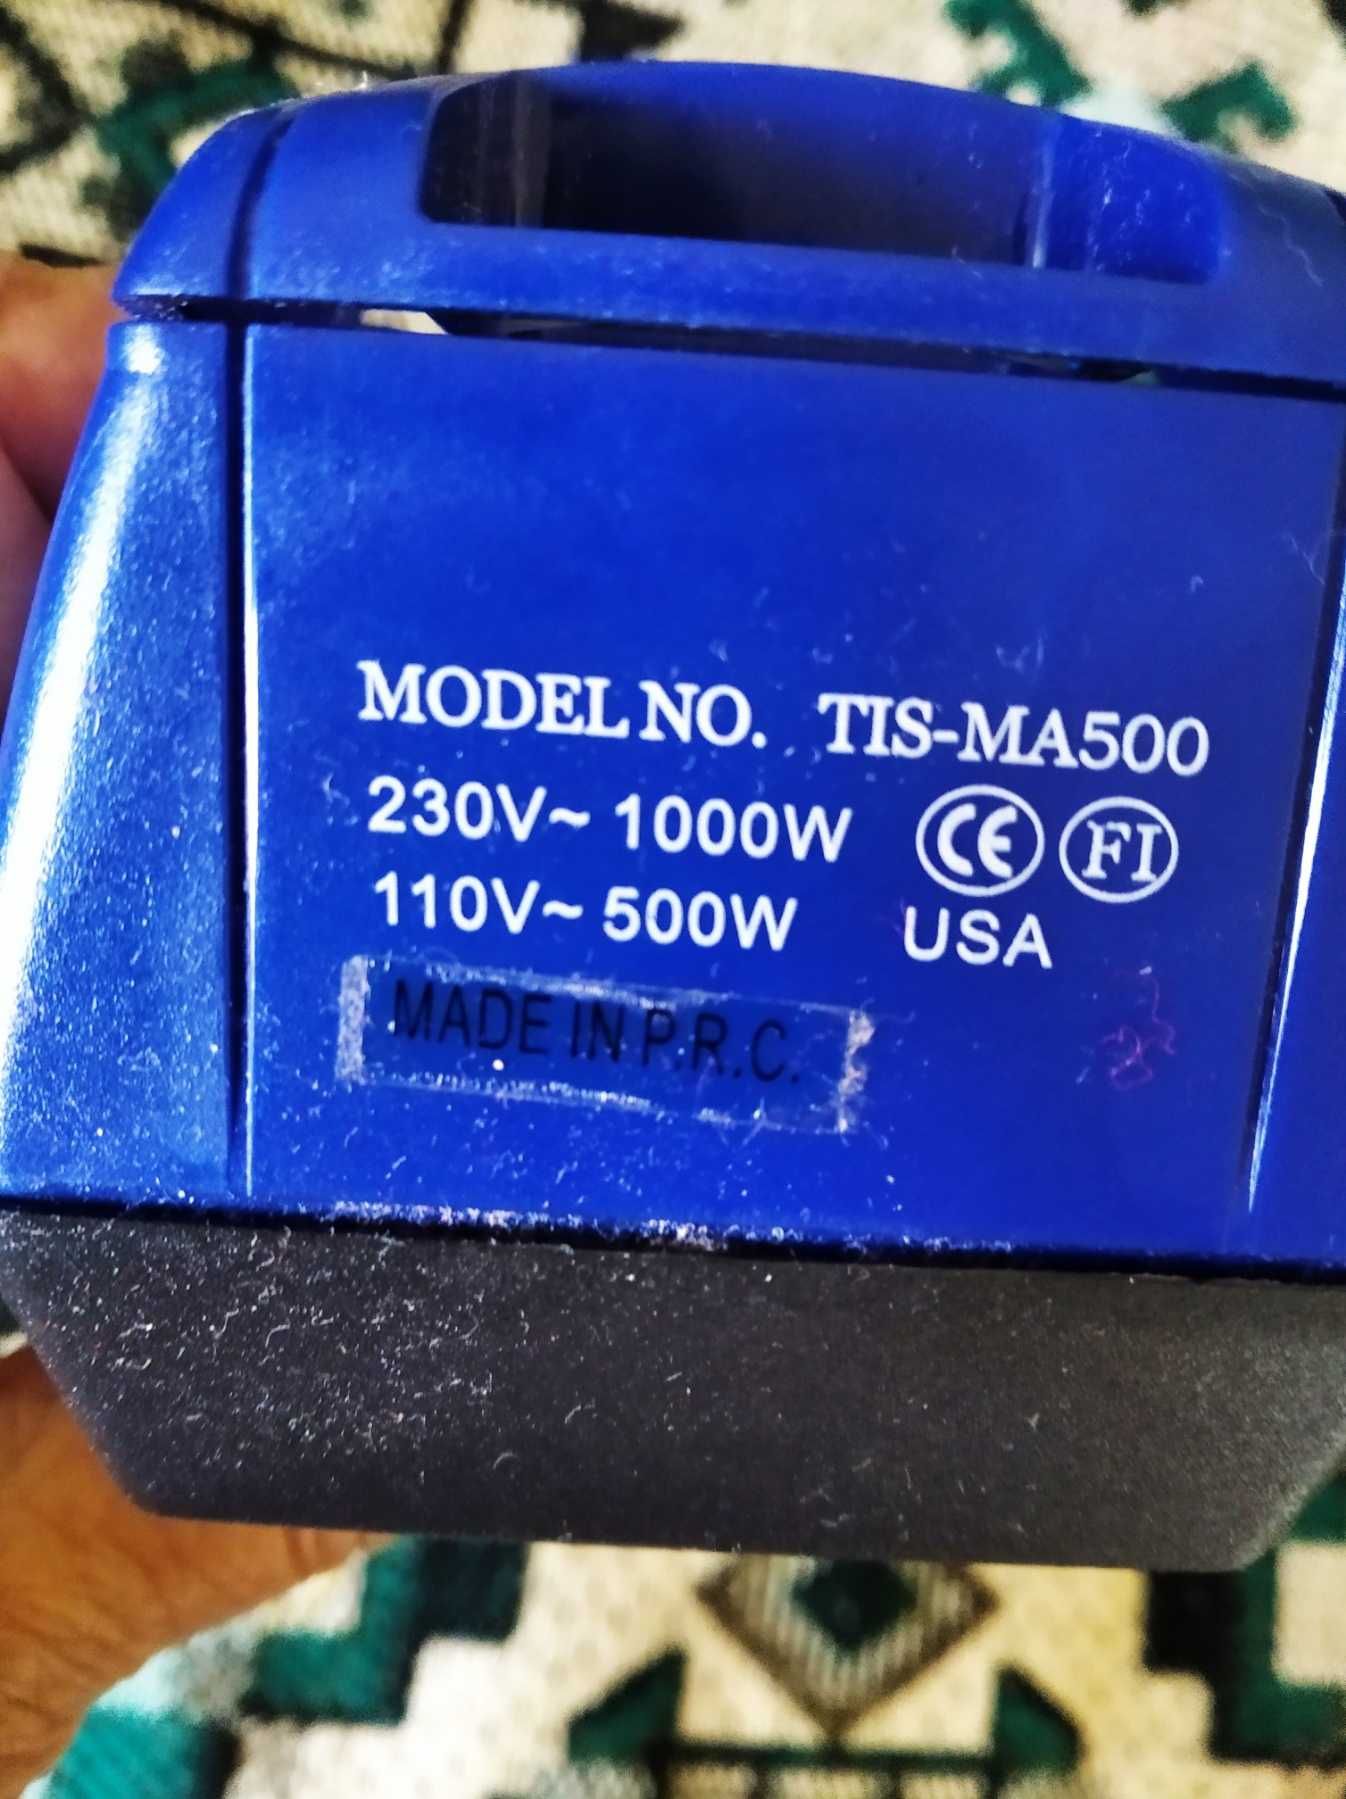 MODEL NO. TIS-MA500
230V~ 1000W CE FI
110V~ 500W USA
MADE IN P.R.C.